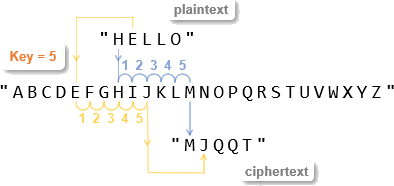 plaintext
"HELLO"
Key = 5
1 2 3 4 5
"ABCDEFGHIJKLMNOPQRSTUVWXYZ"
1 2 3 4 5
"MJQQT"
ciphertext